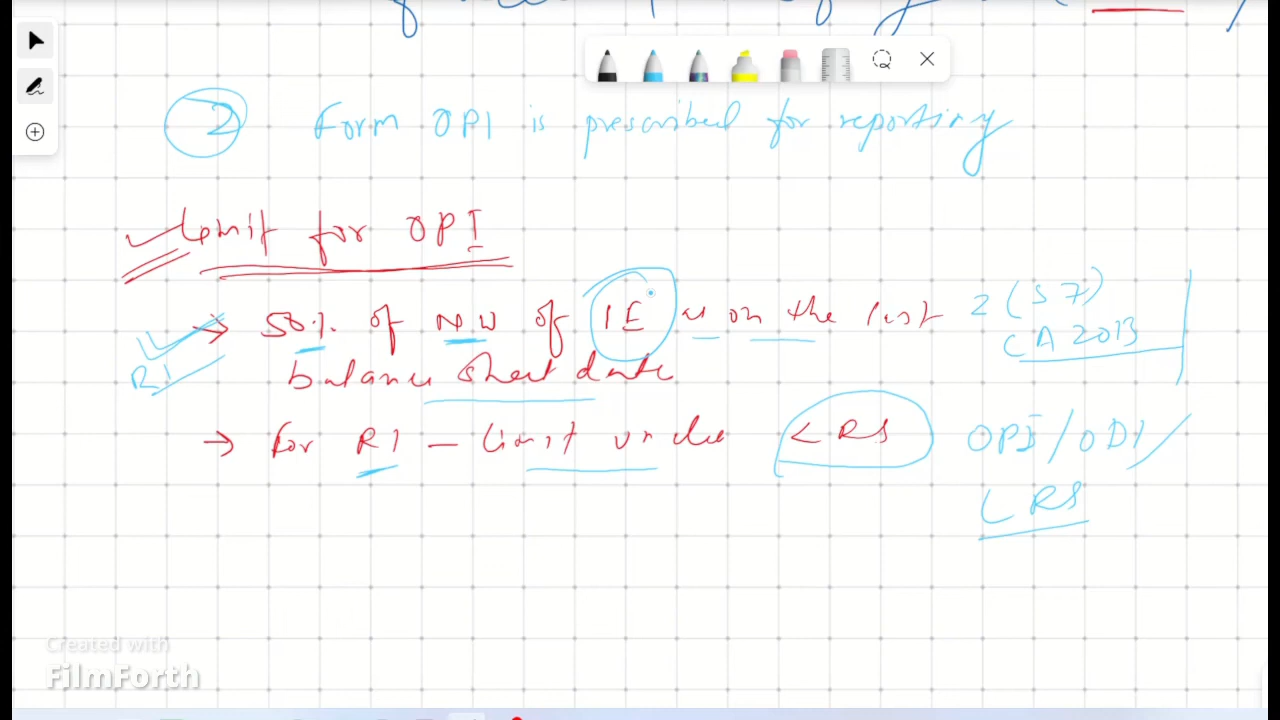 2 Form OPI is prescribed for reporting
Limit for OPI
→ 50% of NW of IE as on the last
balance sheet date
2(57)
CA 2013
RI
→ for RI – limit under LRS
OPI/ODI/
LRS
Created with
FilmForth